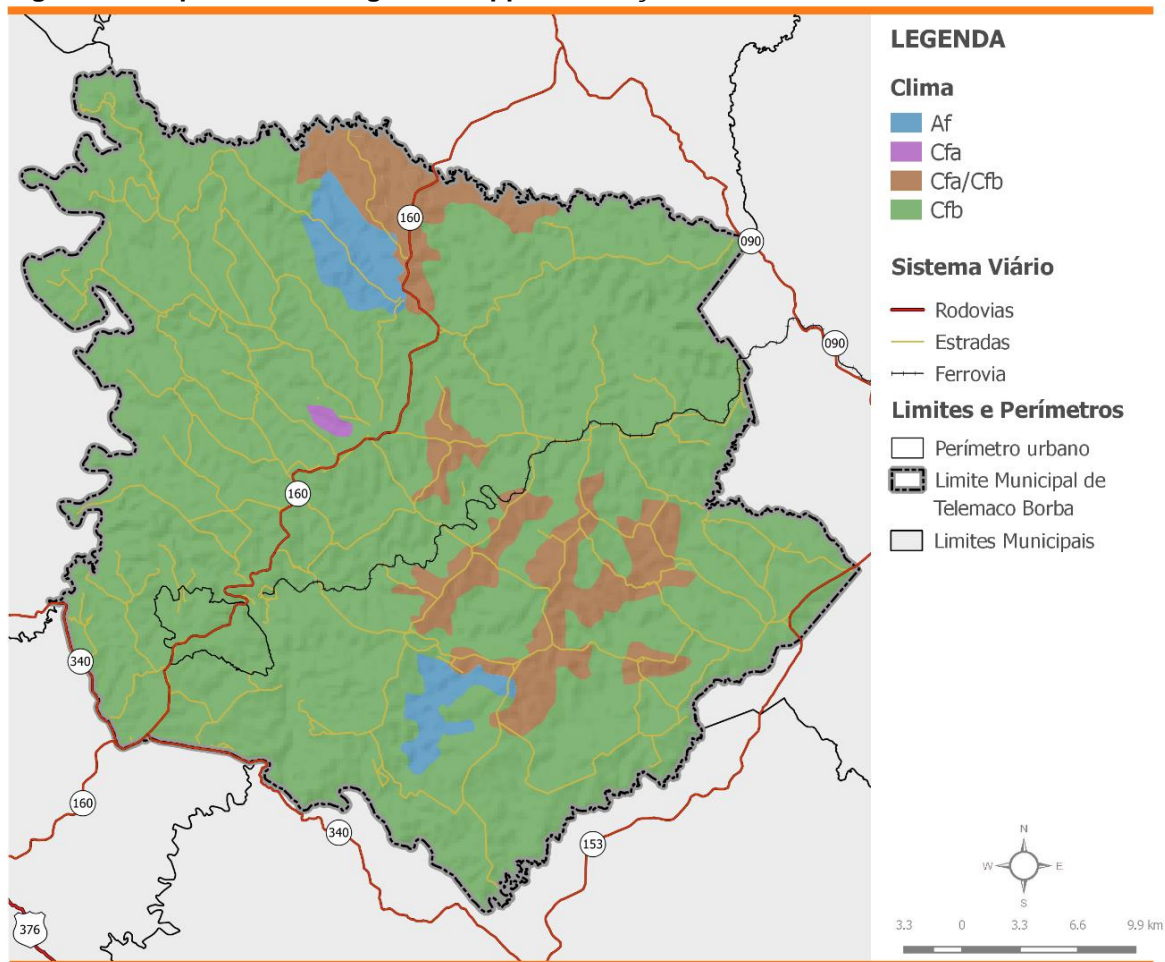 LEGENDA
Clima
Af
Cfa
Cfa/Cfb
Cfb
Sistema Viário
Rodovias
Estradas
Ferrovia
Limites e Perímetros
Perímetro urbano
Limite Municipal de
Telemaco Borba
Limites Municipais
160
090
090
160
340
160
340
153
376
N
W E
S
3.3 0 3.3 6.6 9.9 km